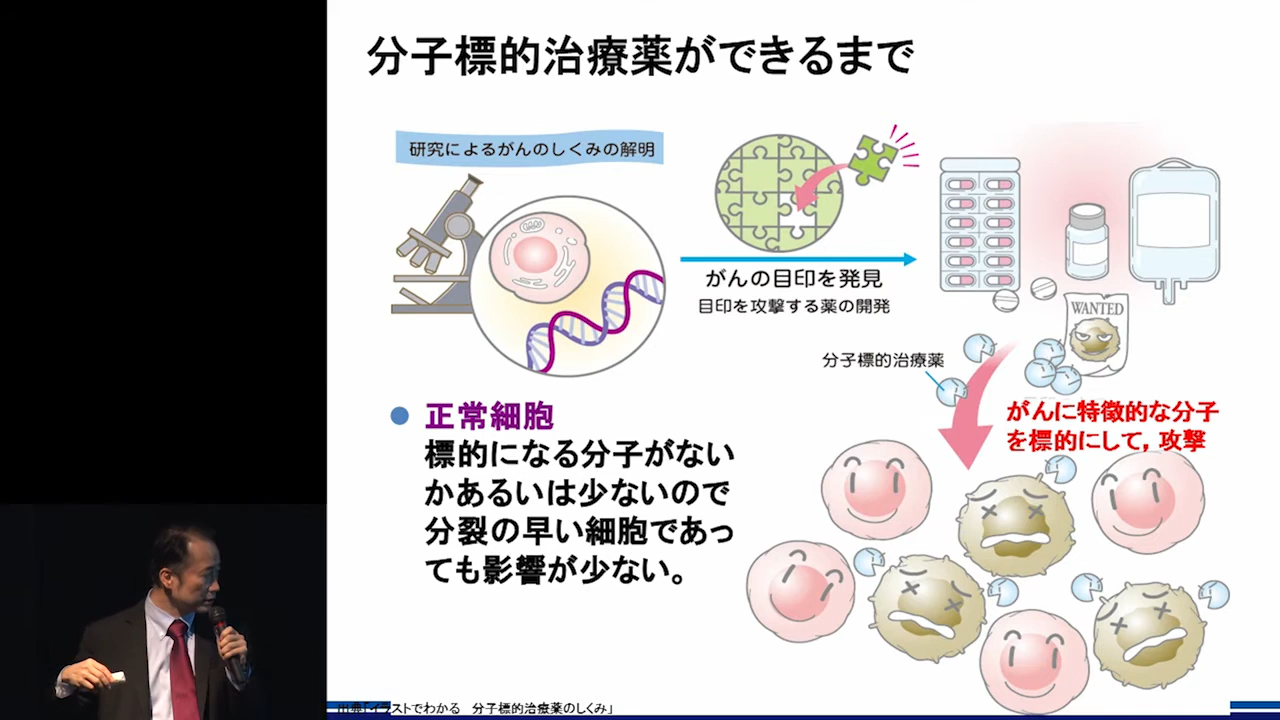 分子標的治療薬ができるまで
研究によるがんのしくみの解明
がんの目印を発見
目印を攻撃する薬の開発
WANTED
分子標的治療薬
がんに特徴的な分子
を標的にして，攻撃
正常細胞
標的になる分子がない
かあるいは少ないので
分裂の早い細胞であっ
ても影響が少ない。
出典「イラストでわかる　分子標的治療薬のしくみ」